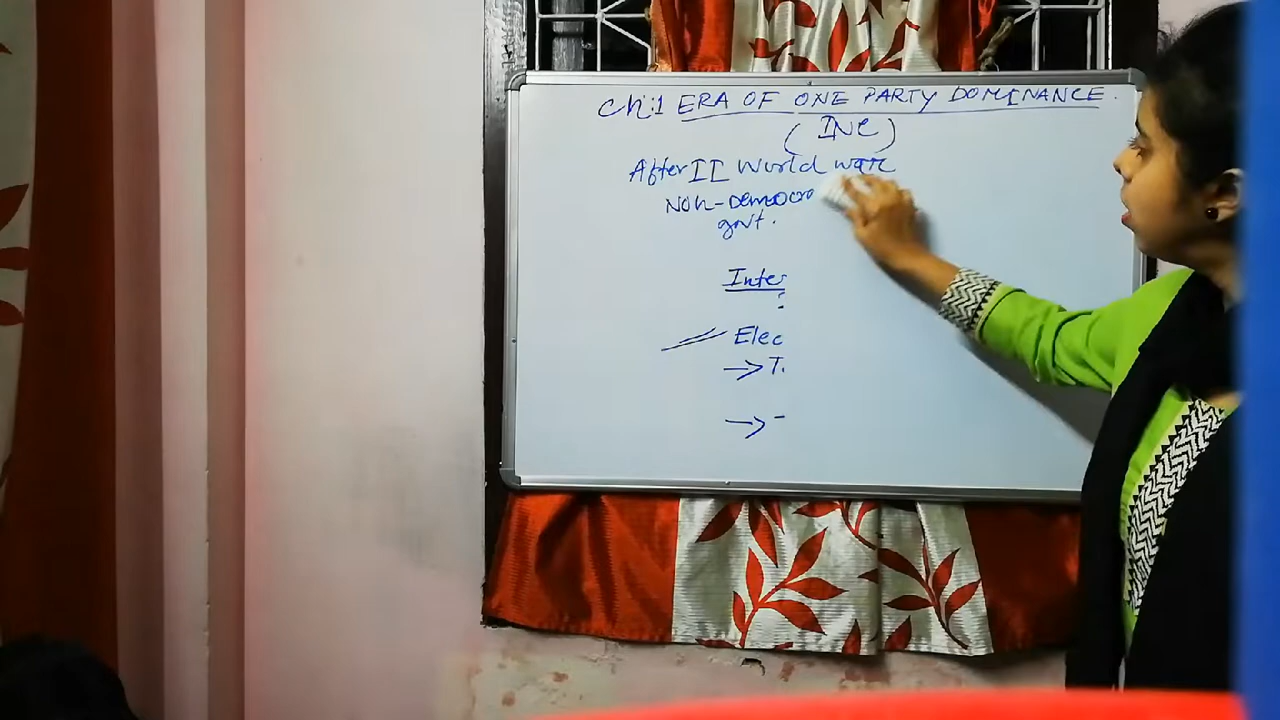 Ch:1 ERA OF ONE PARTY DOMINANCE.
(INC)
After II World war
Non-Democra
govt.
Inter
Elec
→ T.
→